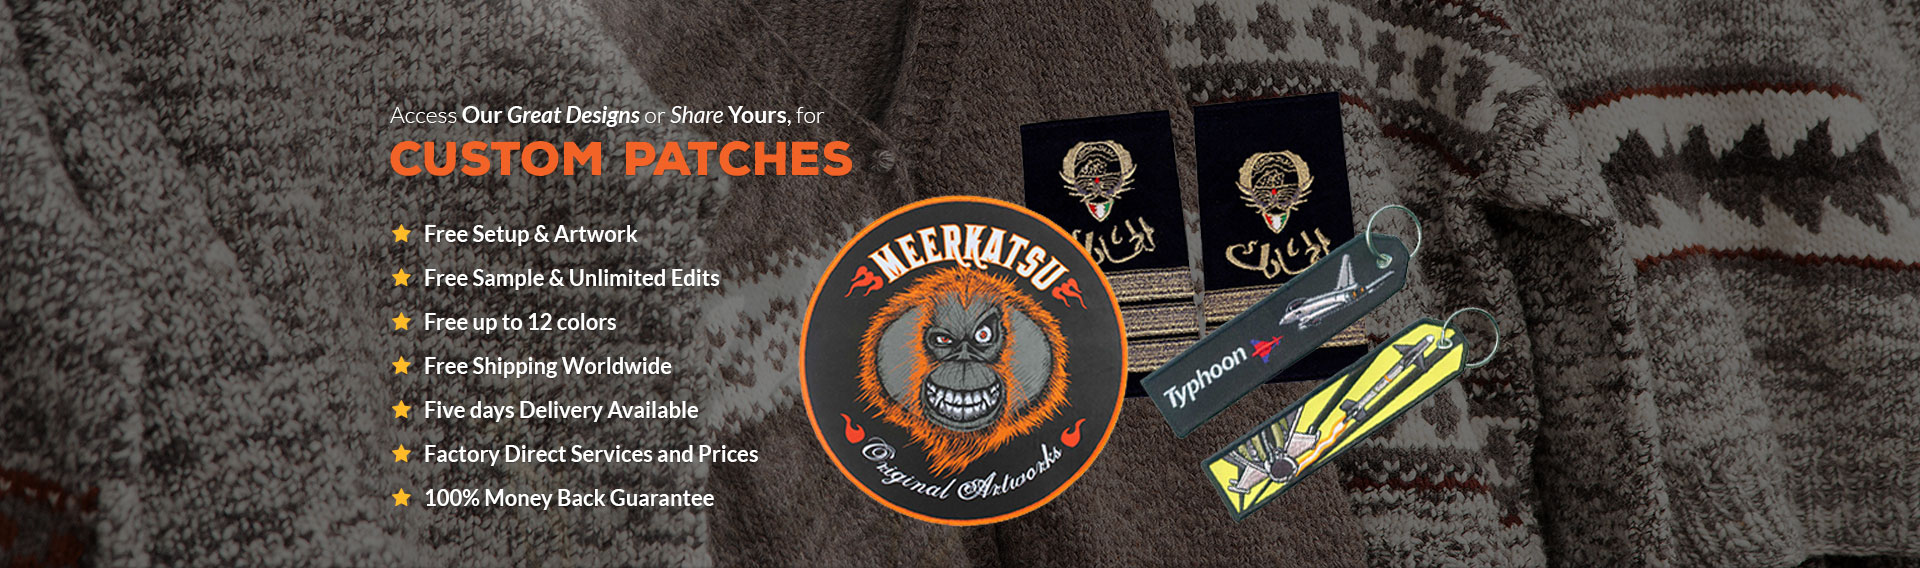 Access Our Great Designs or Share Yours, for
CUSTOM PATCHES
Free Setup & Artwork
Free Sample & Unlimited Edits
Free up to 12 colors
Free Shipping Worldwide
Five days Delivery Available
Factory Direct Services and Prices
100% Money Back Guarantee
MEERKATSU
Original Artworks
Typhoon